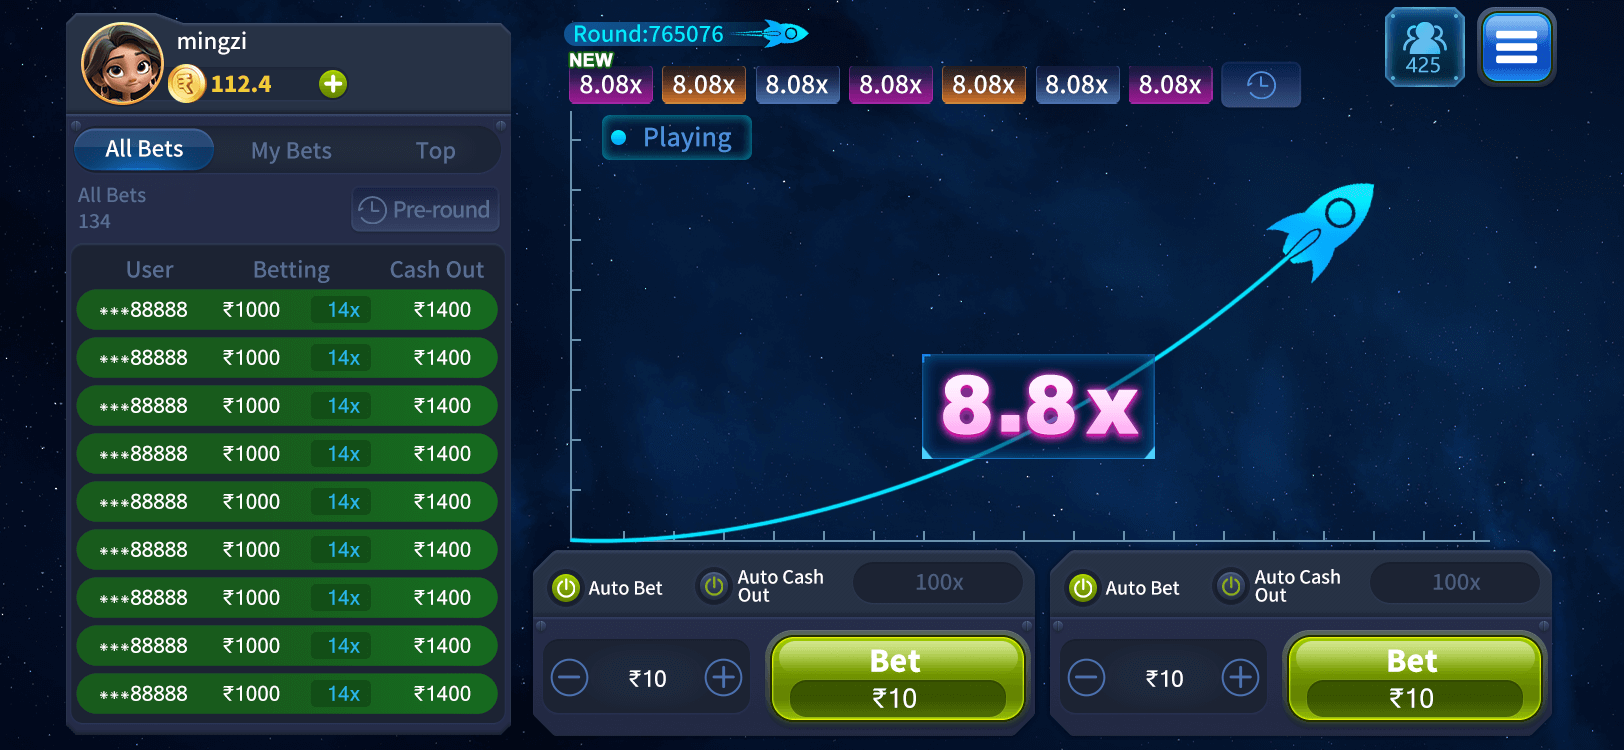 mingzi
112.4
All Bets My Bets Top
All Bets
134
Pre-round
User Betting Cash Out
***88888 ₹1000 14x ₹1400
***88888 ₹1000 14x ₹1400
***88888 ₹1000 14x ₹1400
***88888 ₹1000 14x ₹1400
***88888 ₹1000 14x ₹1400
***88888 ₹1000 14x ₹1400
***88888 ₹1000 14x ₹1400
***88888 ₹1000 14x ₹1400
***88888 ₹1000 14x ₹1400
Round:765076
NEW
8.08x 8.08x 8.08x 8.08x 8.08x 8.08x 8.08x
425
Playing
8.8x
Auto Bet
Auto Cash
Out
100x
₹10
Bet
₹10
Auto Bet
Auto Cash
Out
100x
₹10
Bet
₹10